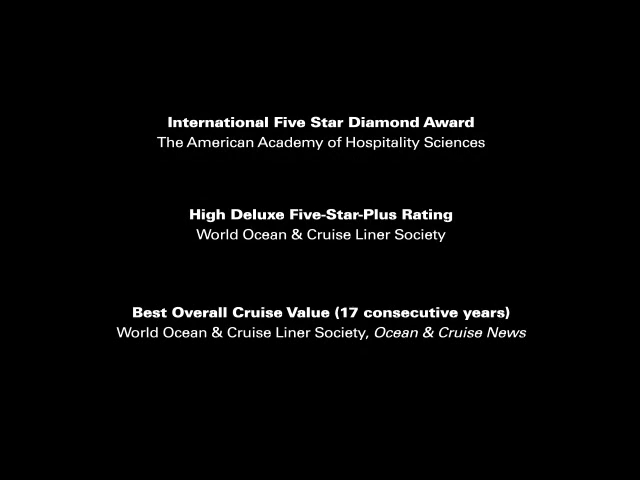 International Five Star Diamond Award
The American Academy of Hospitality Sciences
High Deluxe Five-Star-Plus Rating
World Ocean & Cruise Liner Society
Best Overall Cruise Value (17 consecutive years)
World Ocean & Cruise Liner Society, Ocean & Cruise News